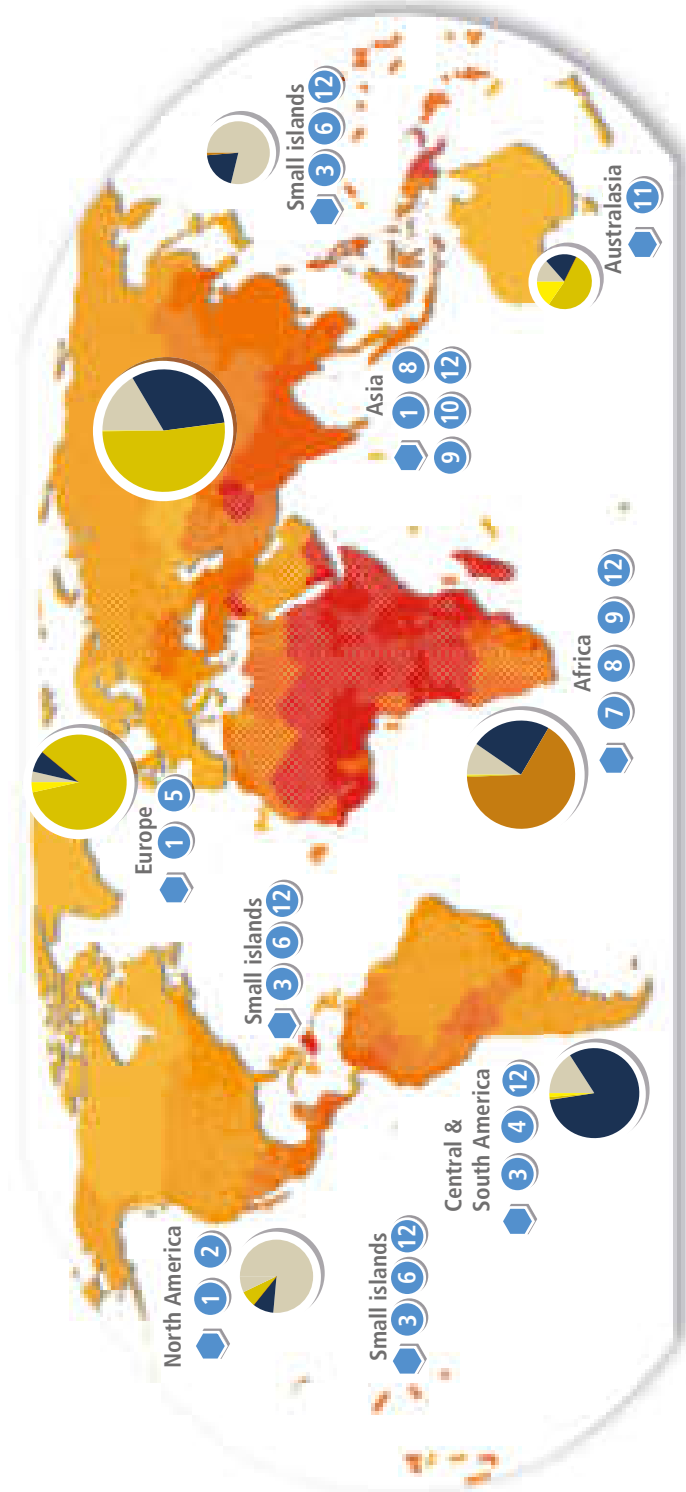 North America
1 2
Europe
1 5
Small islands
3 6 12
Asia
1 8
9 10 12
Small islands
3 6 12
Small islands
3 6 12
Central &
South America
3 4 12
Africa
7 8 9 12
Australasia
11